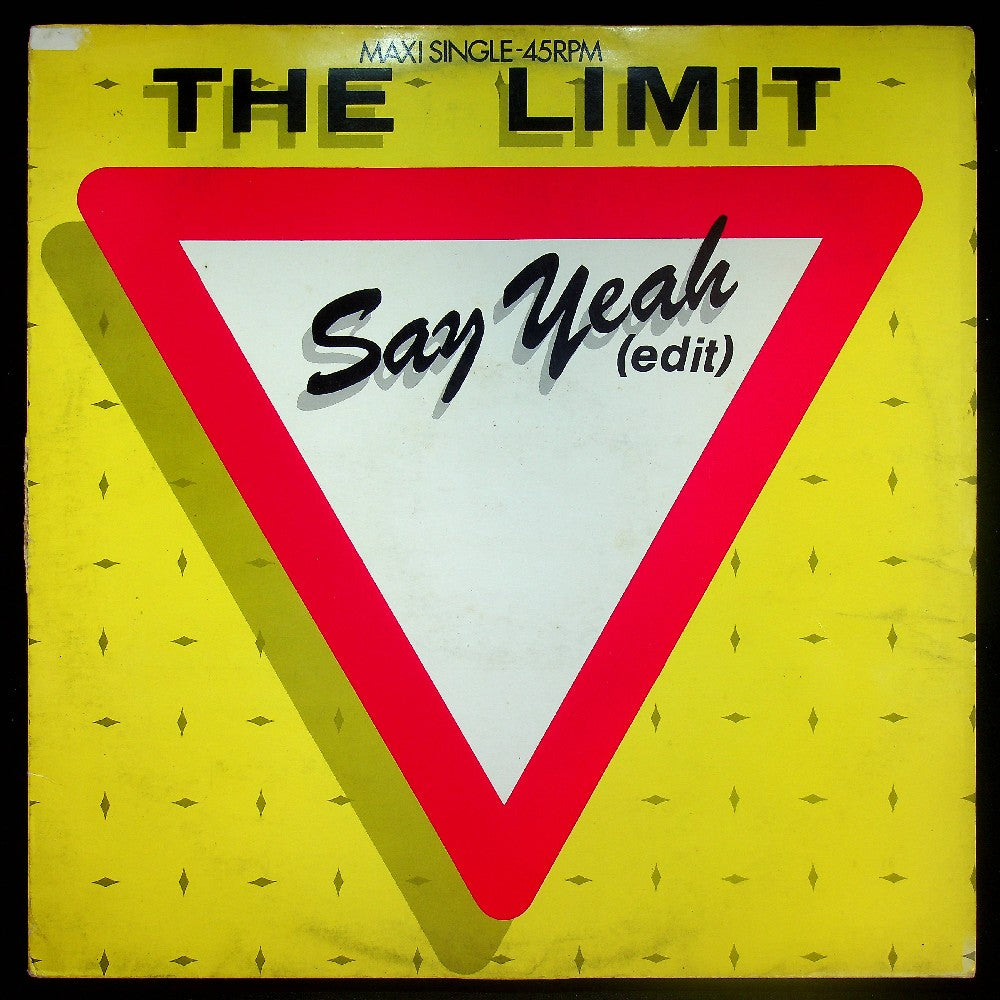 MAXI SINGLE-45RPM
THE LIMIT
Say Yeah
(edit)